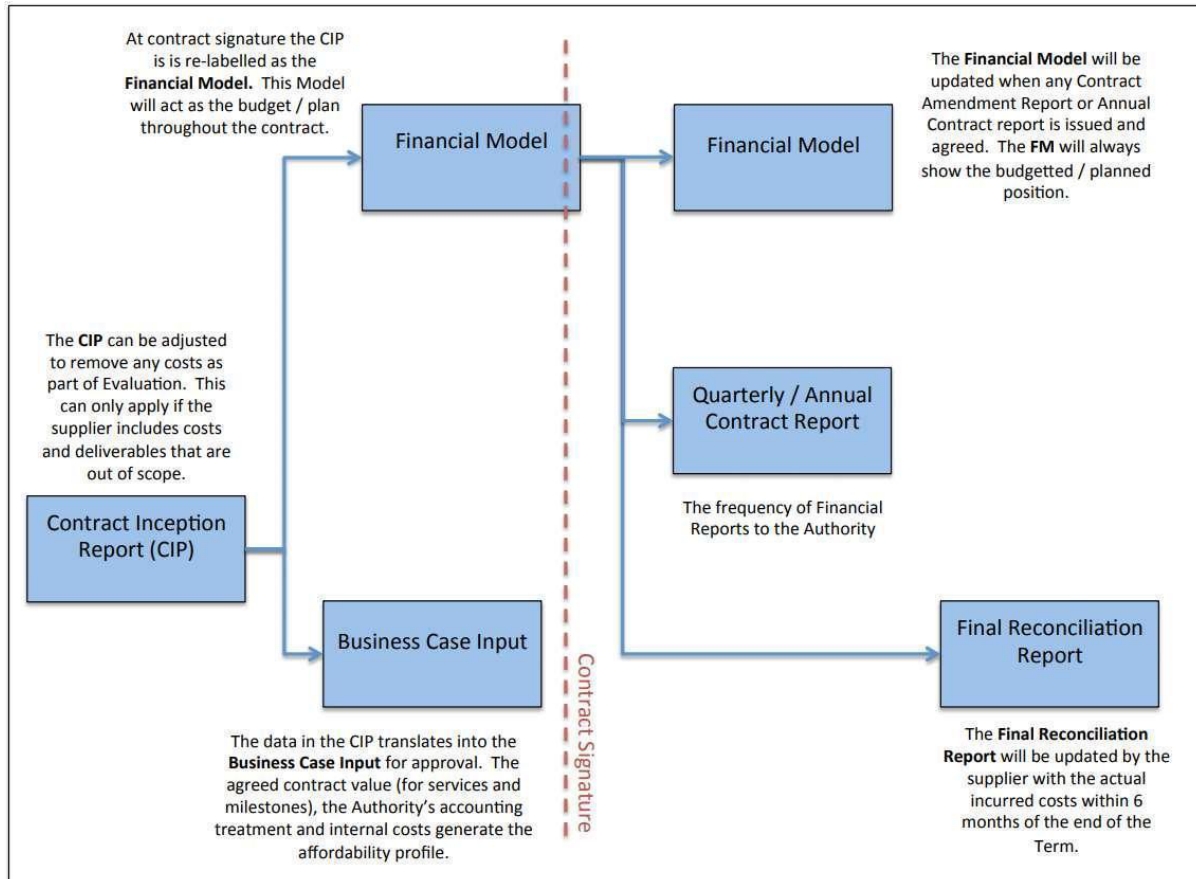 At contract signature the CIP
is is re-labelled as the
Financial Model. This Model
will act as the budget / plan
throughout the contract.
Financial Model
Financial Model
The Financial Model will be
updated when any Contract
Amendment Report or Annual
Contract report is issued and
agreed. The FM will always
show the budgetted / planned
position.
The CIP can be adjusted
to remove any costs as
part of Evaluation. This
can only apply if the
supplier includes costs
and deliverables that are
out of scope.
Contract Inception
Report (CIP)
Quarterly / Annual
Contract Report
The frequency of Financial
Reports to the Authority
Business Case Input
The data in the CIP translates into the
Business Case Input for approval. The
agreed contract value (for services and
milestones), the Authority's accounting
treatment and internal costs generate the
affordability profile.
Contract Signature
Final Reconciliation
Report
The Final Reconciliation
Report will be updated by the
supplier with the actual
incurred costs within 6
months of the end of the
Term.